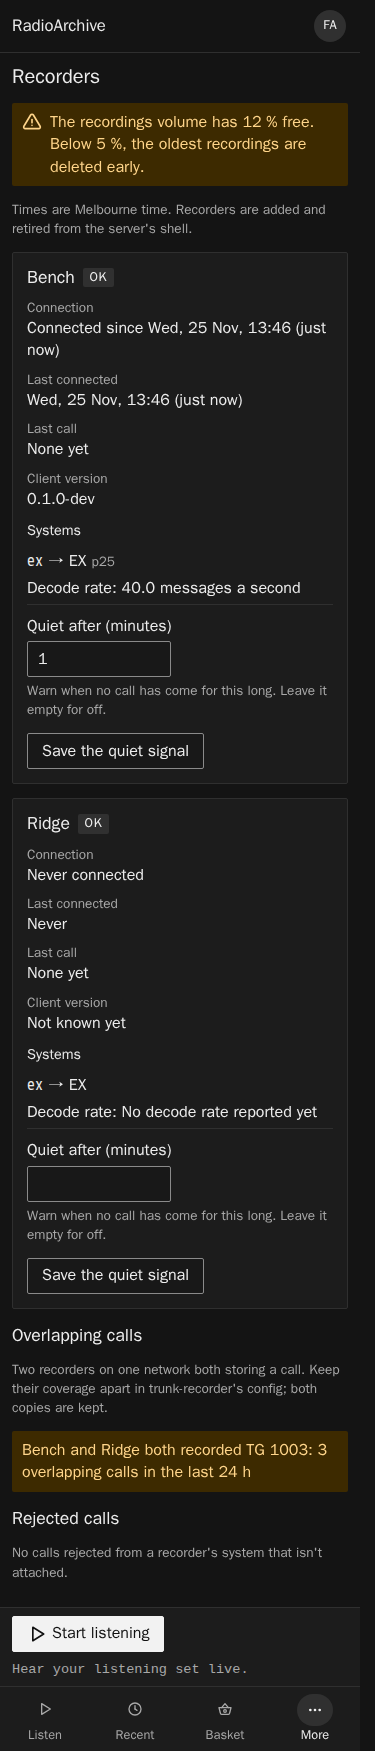 RadioArchive
FA
Recorders
The recordings volume has 12 % free.
Below 5 %, the oldest recordings are
deleted early.
Times are Melbourne time. Recorders are added and
retired from the server's shell.
Bench OK
Connection
Connected since Wed, 25 Nov, 13:46 (just
now)
Last connected
Wed, 25 Nov, 13:46 (just now)
Last call
None yet
Client version
0.1.0-dev
Systems
ex → EX p25
Decode rate: 40.0 messages a second
Quiet after (minutes)
1
Warn when no call has come for this long. Leave it
empty for off.
Save the quiet signal
Ridge OK
Connection
Never connected
Last connected
Never
Last call
None yet
Client version
Not known yet
Systems
ex → EX
Decode rate: No decode rate reported yet
Quiet after (minutes)
Warn when no call has come for this long. Leave it
empty for off.
Save the quiet signal
Overlapping calls
Two recorders on one network both storing a call. Keep
their coverage apart in trunk-recorder's config; both
copies are kept.
Bench and Ridge both recorded TG 1003: 3
overlapping calls in the last 24 h
Rejected calls
No calls rejected from a recorder's system that isn't
attached.
Start listening
Hear your listening set live.
Listen Recent Basket More